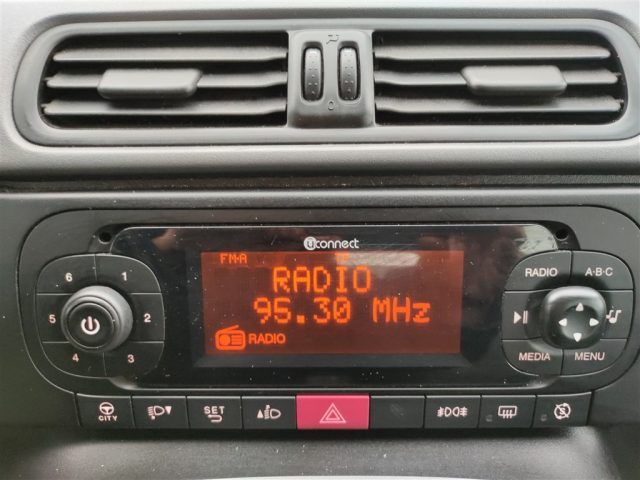 uconnect
FM-A
RADIO
95.30 MHz
RADIO
6 1
5 2
4 3
RADIO A·B·C
MEDIA MENU
CITY
SET